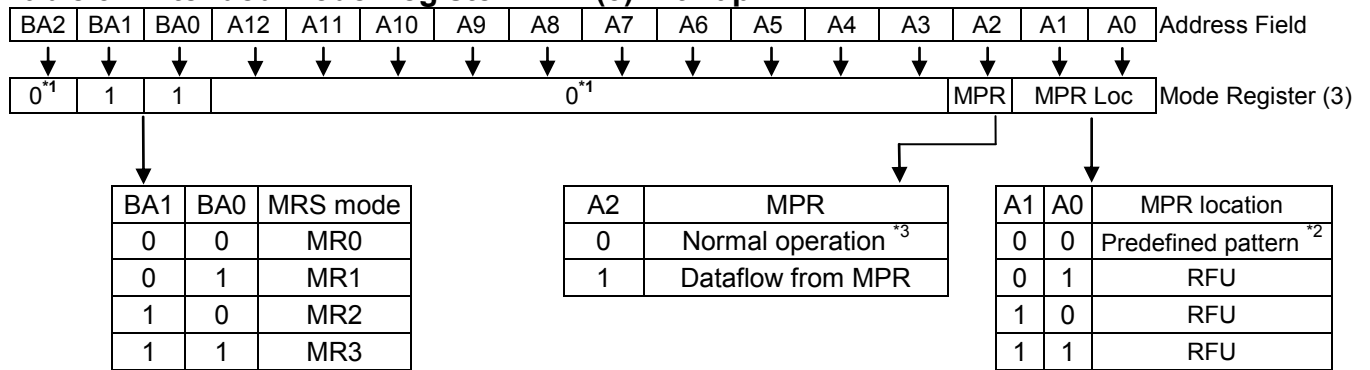 BA2 BA1 BA0 A12 A11 A10 A9 A8 A7 A6 A5 A4 A3 A2 A1 A0 Address Field
0*1 1 1 0*1 MPR MPR Loc Mode Register (3)
BA1 BA0 MRS mode
0 0 MR0
0 1 MR1
1 0 MR2
1 1 MR3
A2 MPR
0 Normal operation *3
1 Dataflow from MPR
A1 A0 MPR location
0 0 Predefined pattern *2
0 1 RFU
1 0 RFU
1 1 RFU